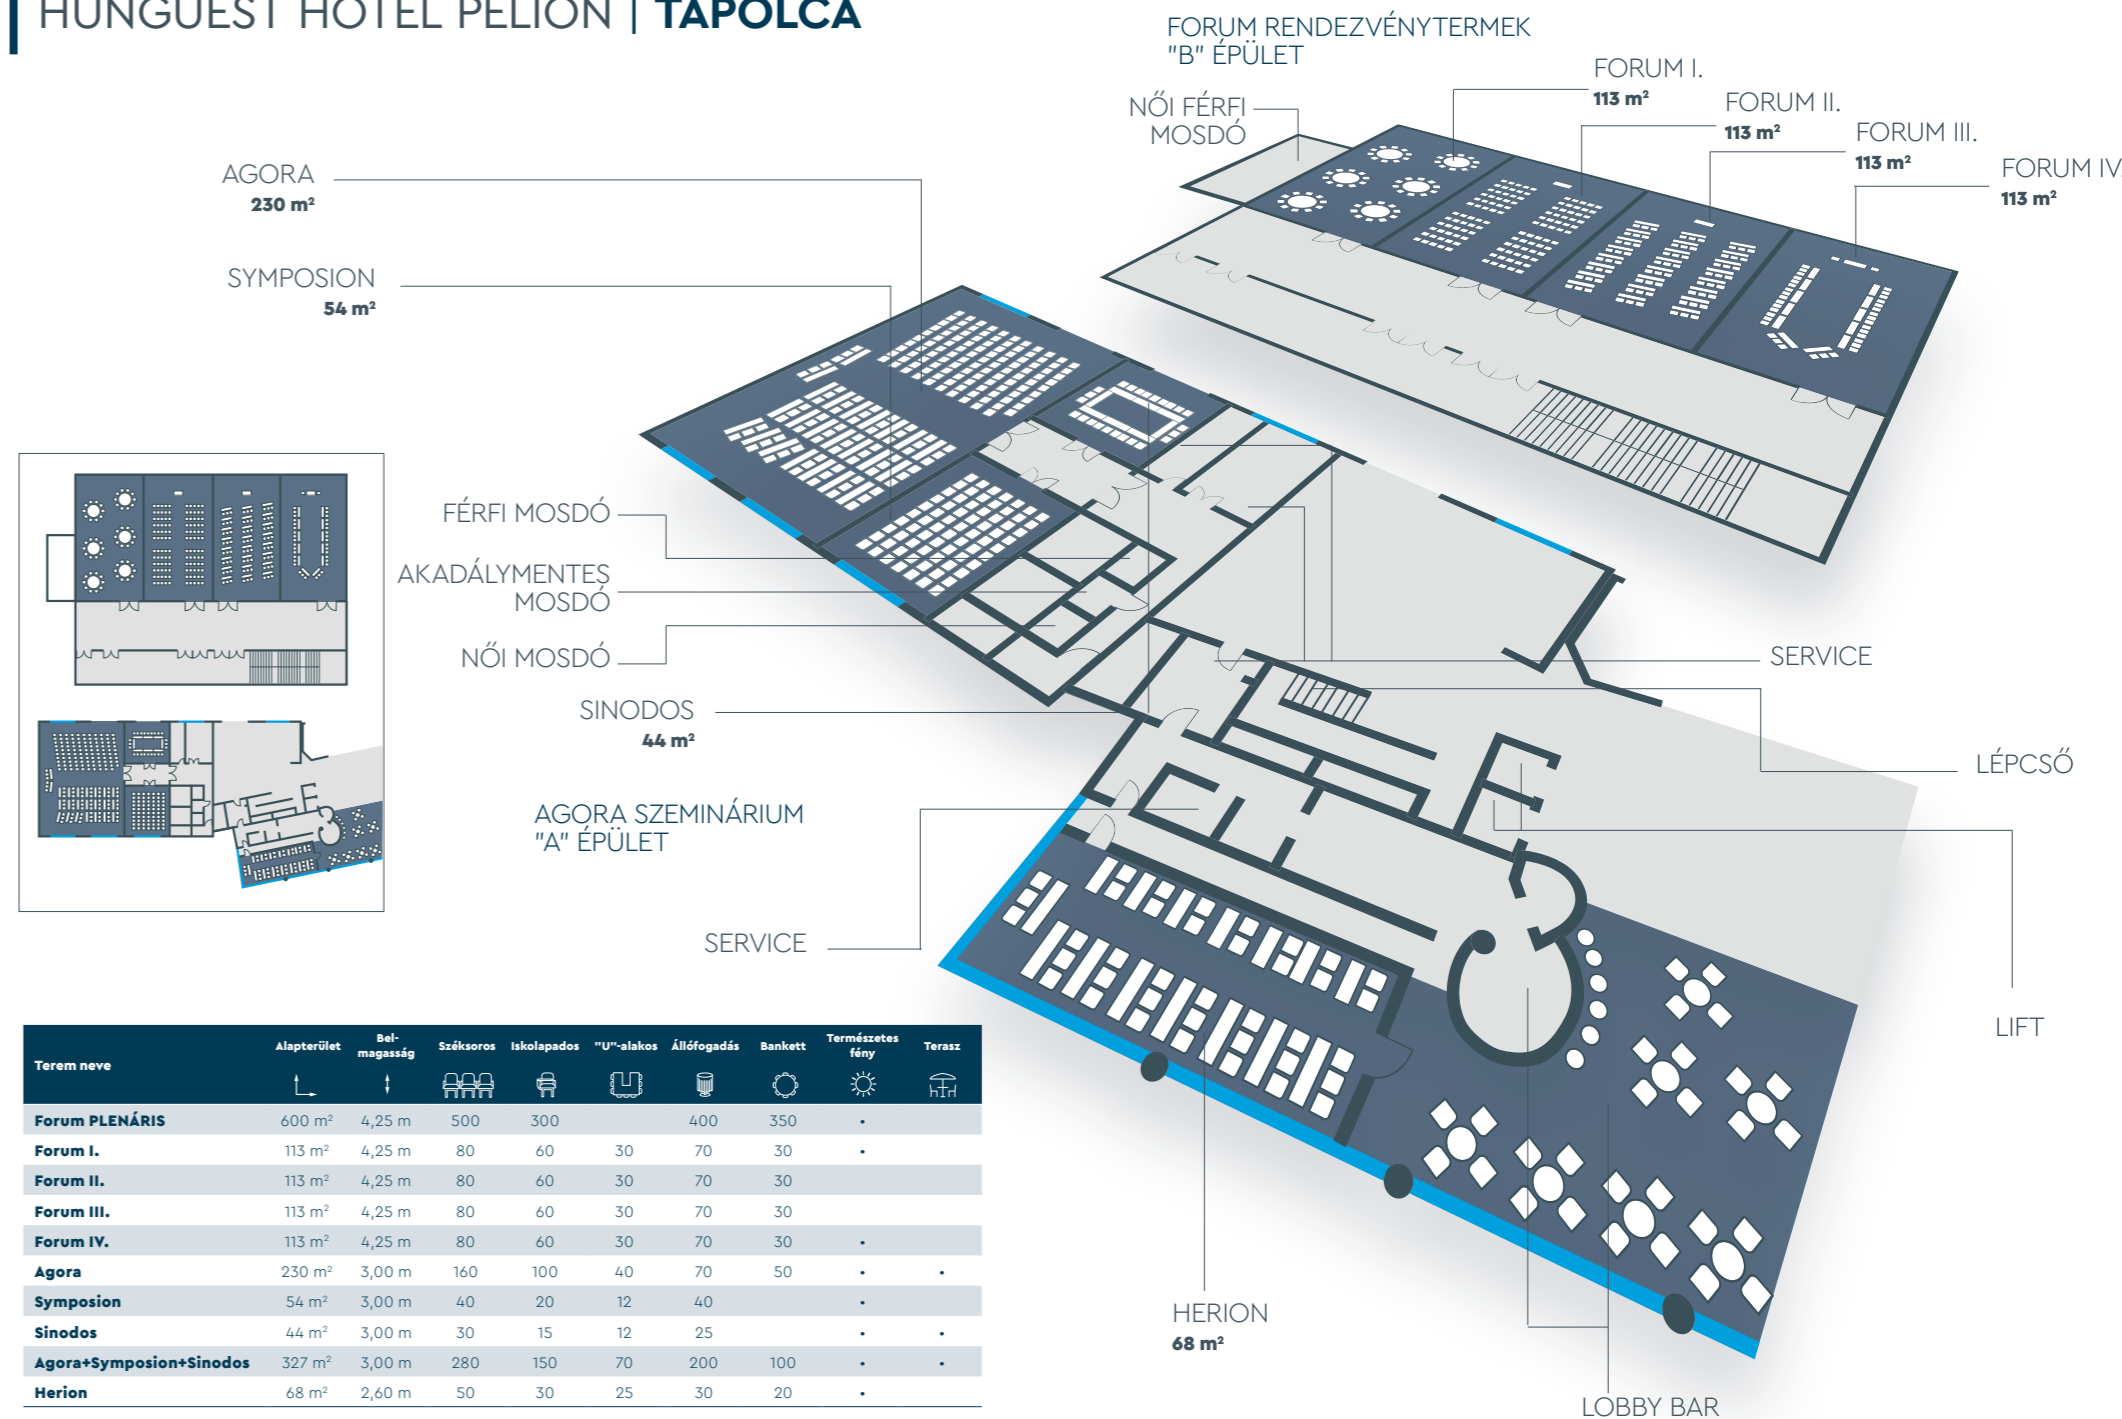 HUNGUEST HOTEL PELION | TAPOLCA
FORUM RENDEZVÉNYTERMEK
"B" ÉPÜLET
FORUM I.
113 m²
FORUM II.
113 m²
FORUM III.
113 m²
FORUM IV.
113 m²
NŐI FÉRFI
MOSDÓ
AGORA
230 m²
SYMPOSION
54 m²
FÉRFI MOSDÓ
AKADÁLYMENTES
MOSDÓ
NŐI MOSDÓ
SINODOS
44 m²
AGORA SZEMINÁRIUM
"A" ÉPÜLET
SERVICE
SERVICE
LÉPCSŐ
LIFT
HERION
68 m²
LOBBY BAR
Terem neve Alapterület Bel-magasság Széksoros Iskolapados "U"-alakos Állófogadás Bankett Természetes fény Terasz
Forum PLENÁRIS 600 m² 4,25 m 500 300 400 350 •
Forum I. 113 m² 4,25 m 80 60 30 70 30 •
Forum II. 113 m² 4,25 m 80 60 30 70 30
Forum III. 113 m² 4,25 m 80 60 30 70 30
Forum IV. 113 m² 4,25 m 80 60 30 70 30 •
Agora 230 m² 3,00 m 160 100 40 70 50 • •
Symposion 54 m² 3,00 m 40 20 12 40 •
Sinodos 44 m² 3,00 m 30 15 12 25 • •
Agora+Symposion+Sinodos 327 m² 3,00 m 280 150 70 200 100 • •
Herion 68 m² 2,60 m 50 30 25 30 20 •